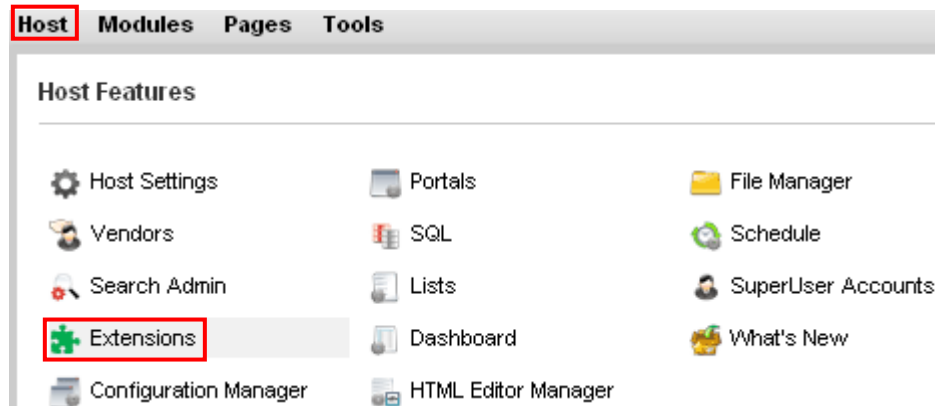 Host Modules Pages Tools
Host Features
Host Settings Portals File Manager
Vendors SQL Schedule
Search Admin Lists SuperUser Accounts
Extensions Dashboard What's New
Configuration Manager HTML Editor Manager